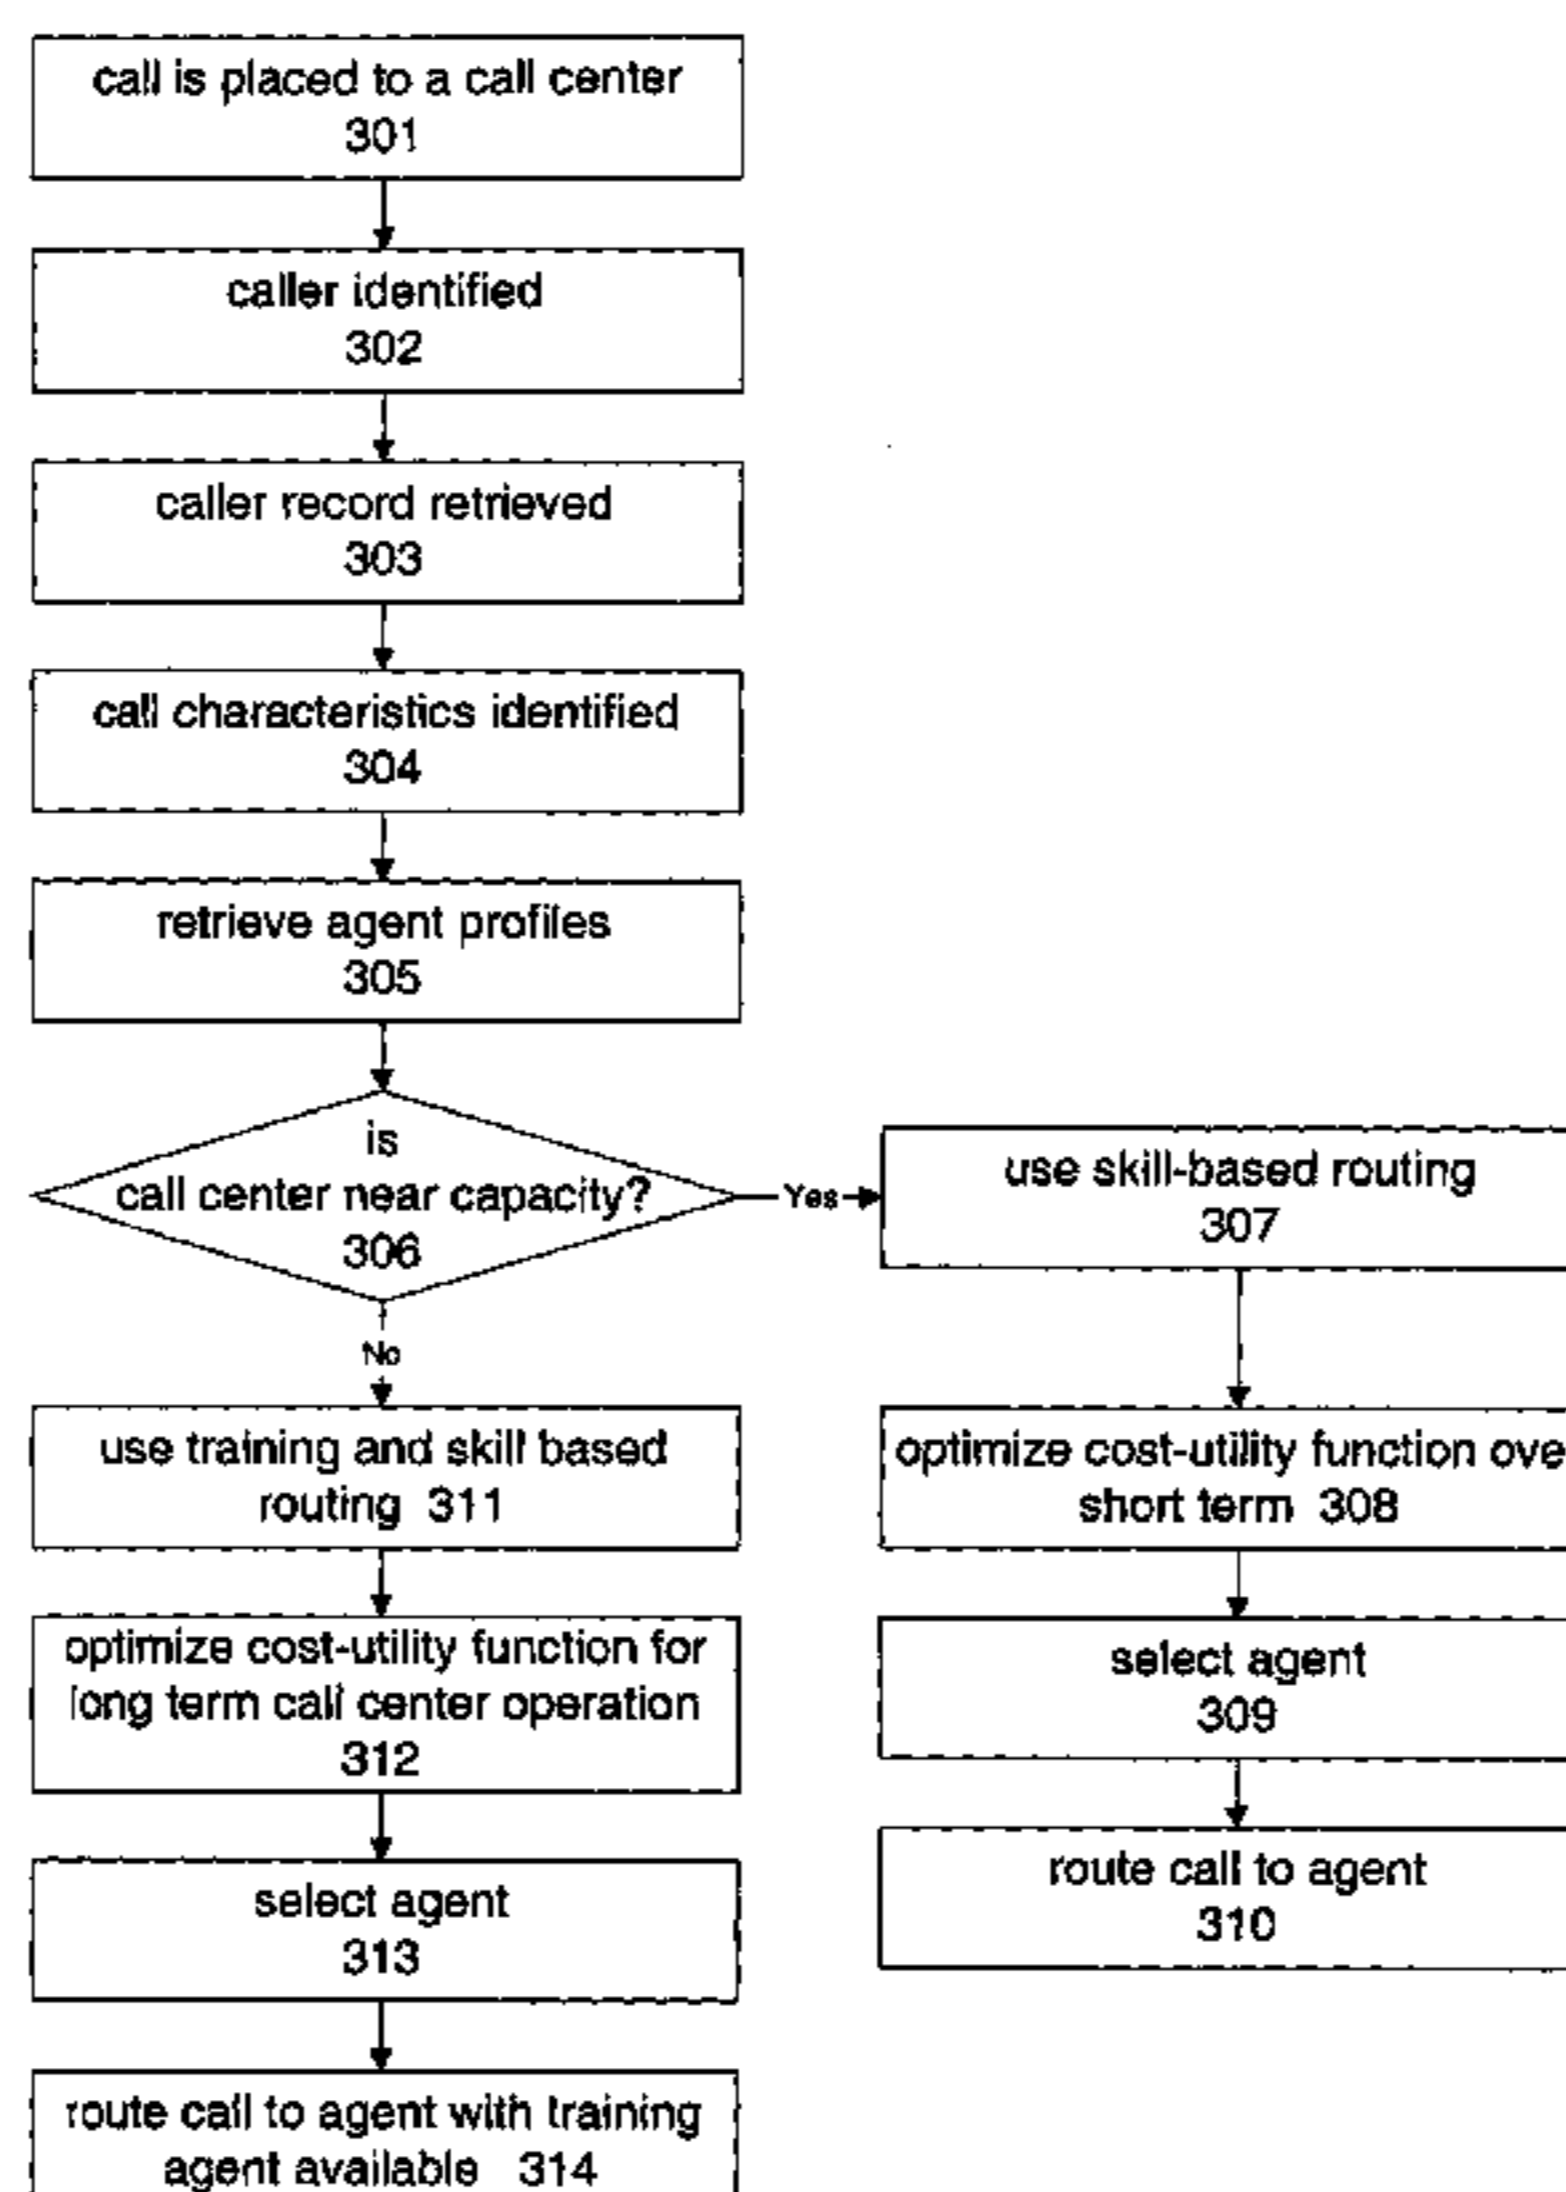 call is placed to a call center
301
caller identified
302
caller record retrieved
303
call characteristics identified
304
retrieve agent profiles
305
is
call center near capacity?
306
Yes
No
use skill-based routing
307
optimize cost-utility function ove
short term 308
select agent
309
route call to agent
310
use training and skill based
routing 311
optimize cost-utility function for
long term call center operation
312
select agent
313
route call to agent with training
agent available 314